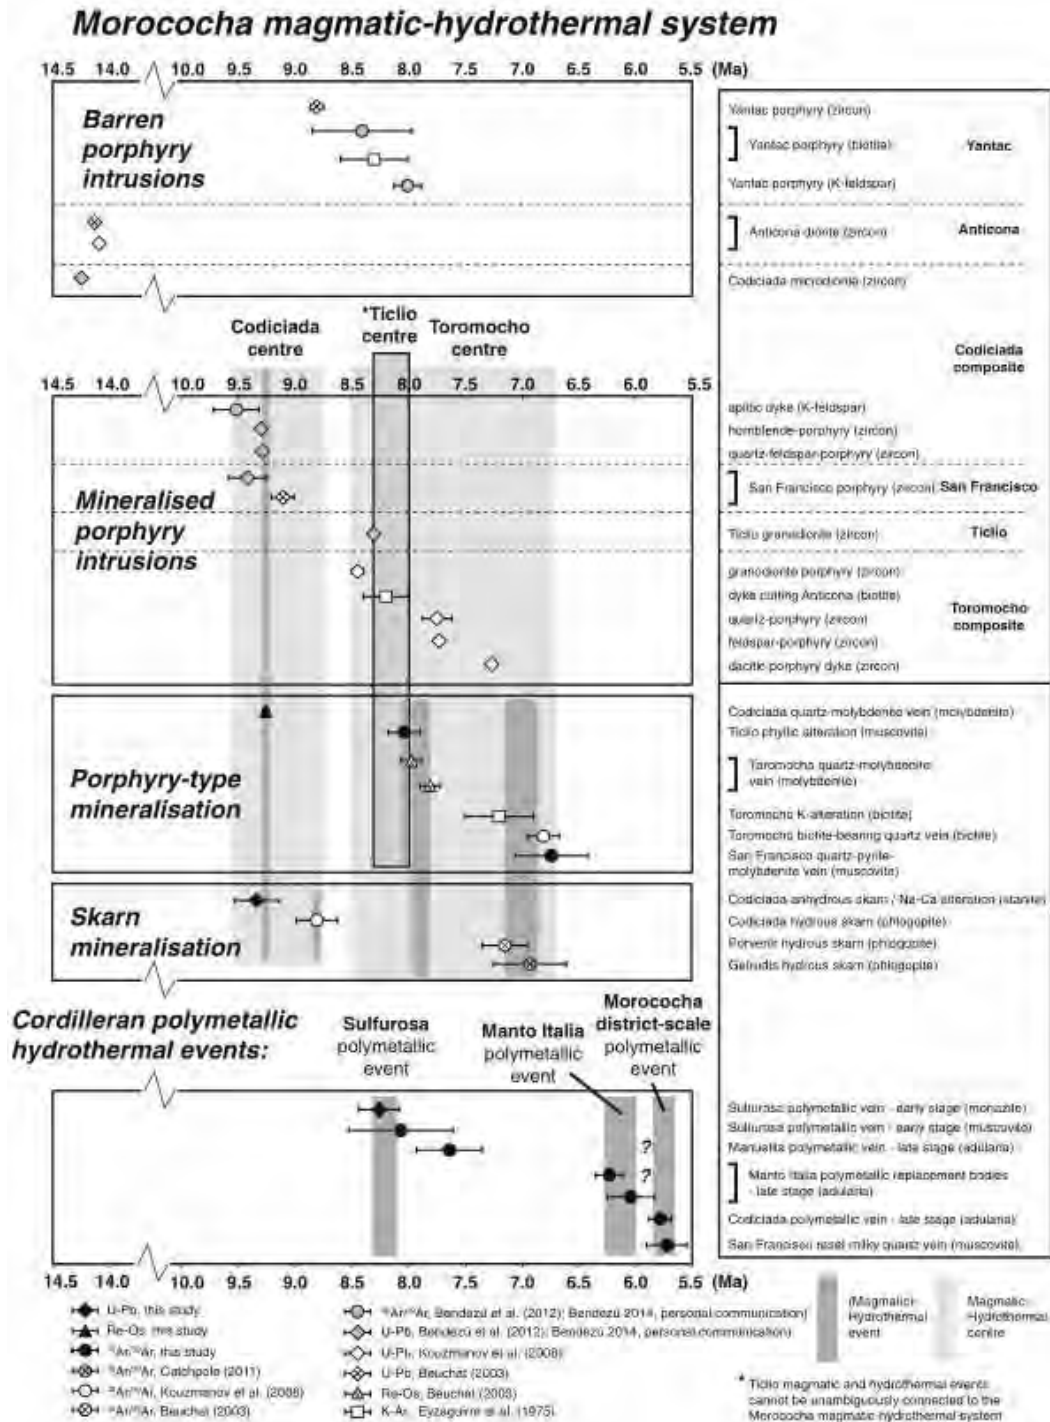 Morococha magmatic-hydrothermal system
14.5 14.0 10.0 9.5 9.0 8.5 8.0 7.5 7.0 6.5 6.0 5.5 (Ma)
Barren
porphyry
intrusions
Yantac porphyry (zircon)
Yantac porphyry (biotite)
Yantac
Yantac porphyry (K-feldspar)
Anticona diorite (zircon)
Anticona
Codiciada microdiorite (zircon)
Codiciada
centre
*Ticlio
centre
Toromocho
centre
14.5 14.0 10.0 9.5 9.0 8.5 8.0 7.5 7.0 6.5 6.0 5.5
Codiciada
composite
Mineralised
porphyry
intrusions
aplitic dyke (K-feldspar)
hornblende-porphyry (zircon)
quartz-feldspar-porphyry (zircon)
San Francisco porphyry (zircon) San Francisco
Ticlio granodiorite (zircon)
Ticlio
granodiorite porphyry (zircon)
dyke cutting Anticona (biotite)
quartz-porphyry (zircon)
Toromocho
composite
feldspar-porphyry (zircon)
dacitic-porphyry dyke (zircon)
Porphyry-type
mineralisation
Codiciada quartz-molybdenite vein (molybdenite)
Ticlio phyllic alteration (muscovite)
Toromocha quartz-molybdenite
vein (molybdenite)
Toromocho K-alteration (biotite)
Toromocho biotite-bearing quartz vein (biotite)
San Francisco quartz-pyrite-
molybdenite vein (muscovite)
Skarn
mineralisation
Codiciada anhydrous skarn / Na-Ca alteration (titanite)
Codiciada hydrous skarn (phlogopite)
Porvenir hydrous skarn (phlogopite)
Gertrudis hydrous skarn (phlogopite)
Cordilleran polymetallic
hydrothermal events:
Sulfurosa
polymetallic
event
Manto Italia
polymetallic
event
Morococha
district-scale
polymetallic
event
?
?
Sulfurosa polymetallic vein - early stage (monazite)
Sulfurosa polymetallic vein - early stage (muscovite)
Manuelita polymetallic vein - late stage (adularia)
Manto Italia polymetallic replacement bodies
- late stage (adularia)
Codiciada polymetallic vein - late stage (adularia)
San Francisco rasel milky quartz vein (muscovite)
14.5 14.0 10.0 9.5 9.0 8.5 8.0 7.5 7.0 6.5 6.0 5.5 (Ma)
U-Pb, this study
Re-Os, this study
Ar/Ar, this study
Ar/Ar, Catchpole (2011)
Ar/Ar, Kouzmanov et al. (2008)
Ar/Ar, Beuchat (2003)
Ar/Ar, Bendezú et al. (2012); Bendezú 2014, personal communication)
U-Pb, Bendezú et al. (2012); Bendezú 2014, personal communication)
U-Pb, Kouzmanov et al. (2008)
U-Pb, Beuchat (2003)
Re-Os, Beuchat (2003)
K-Ar, Eyzaguirre et al. (1975)
(Magmatic)-
Hydrothermal
event
Magmatic-
Hydrothermal
centre
* Ticlio magmatic and hydrothermal events
cannot be unambiguously connected to the
Morococha magmatic-hydrothermal system